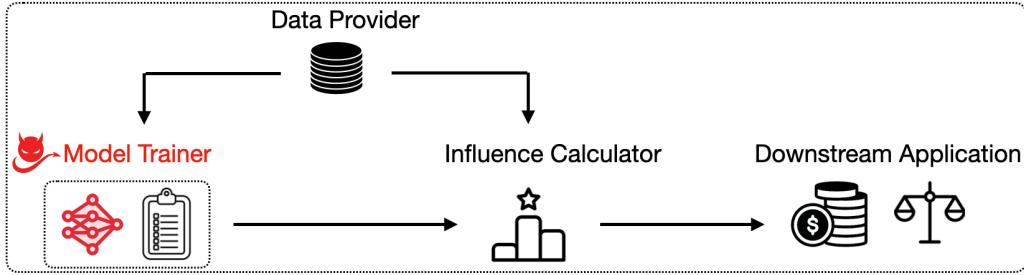 Data Provider
Model Trainer
Influence Calculator
Downstream Application
$